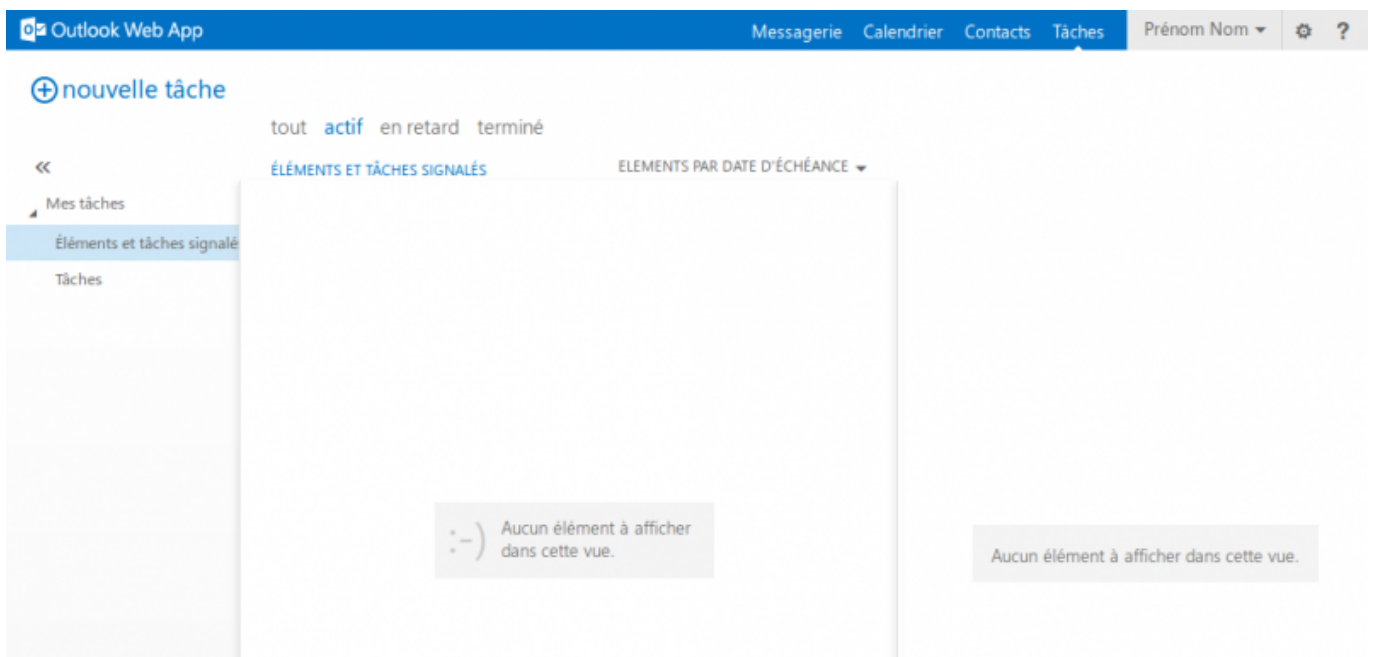 Outlook Web App
Messagerie Calendrier Contacts Tâches Prénom Nom ?
nouvelle tâche
tout actif en retard terminé
ÉLÉMENTS ET TÂCHES SIGNALÉS ELEMENTS PAR DATE D'ÉCHÉANCE
Mes tâches
Éléments et tâches signalé
Tâches
:-)
Aucun élément à afficher
dans cette vue.
Aucun élément à afficher dans cette vue.